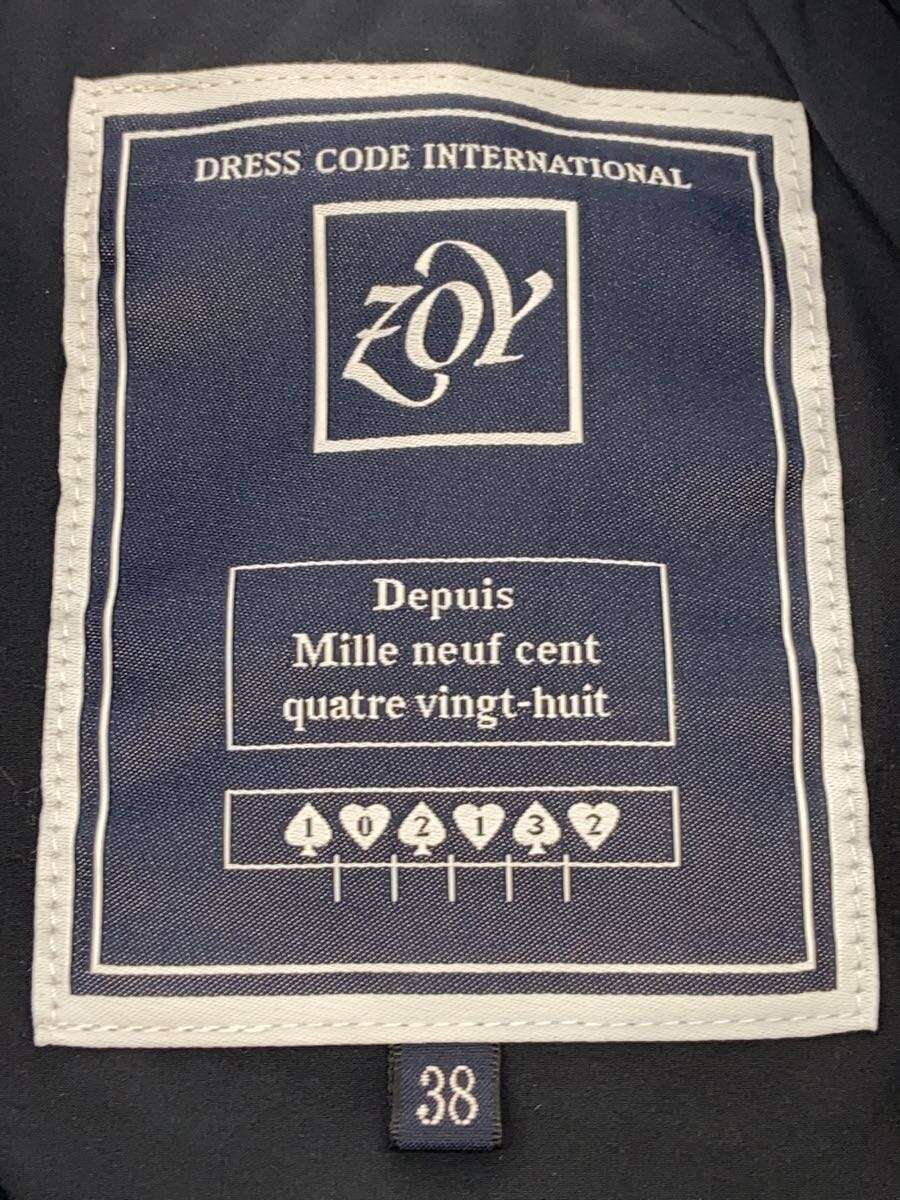 DRESS CODE INTERNATIONAL
ZOY
Depuis
Mille neuf cent
quatre vingt-huit
1 0 2 1 3 2
38